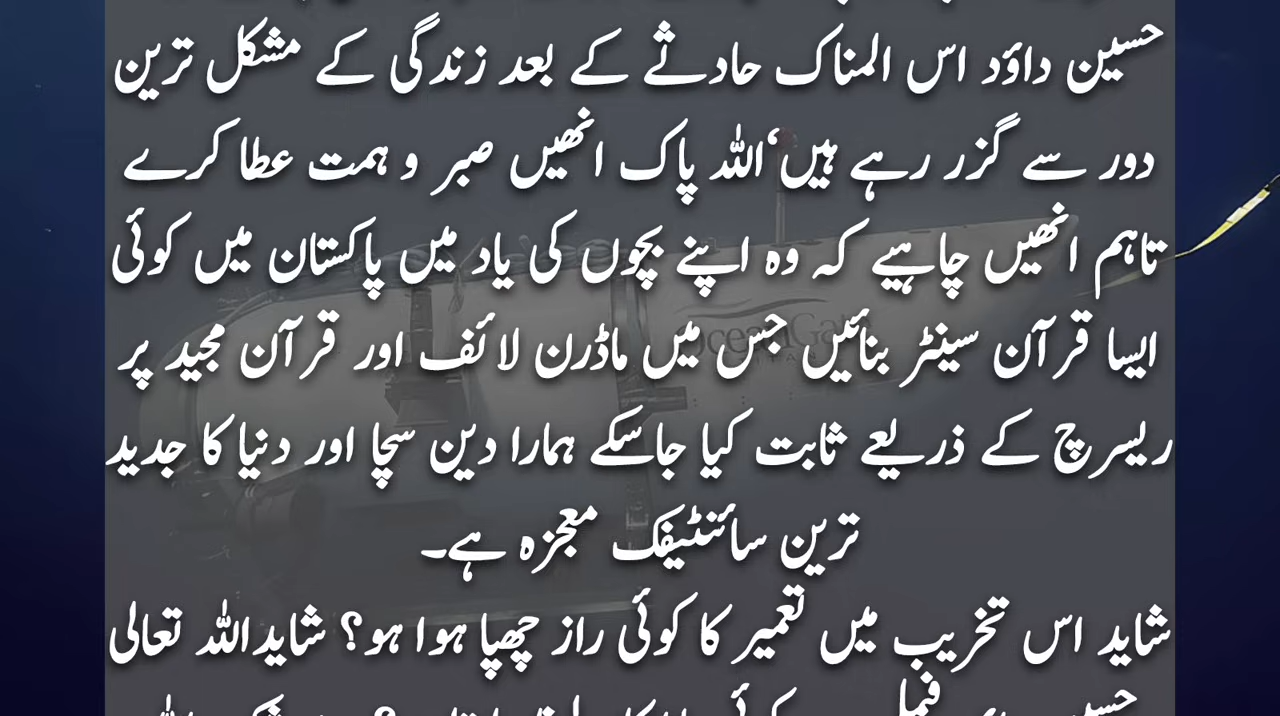 حسین داؤد اس المناک حادثے کے بعد زندگی کے مشکل ترین
دور سے گزر رہے ہیں‘اللہ پاک انھیں صبر و ہمت عطا کرے
تاہم انھیں چاہیے کہ وہ اپنے بچوں کی یاد میں پاکستان میں کوئی
ایسا قرآن سینٹر بنائیں جس میں ماڈرن لائف اور قرآن مجید پر
ریسرچ کے ذریعے ثابت کیا جاسکے ہمارا دین سچا اور دنیا کا جدید
ترین سائنٹیفک معجزہ ہے۔
شاید اس تخریب میں تعمیر کا کوئی راز چھپا ہوا ہو؟ شاید اللہ تعالی
OceanGate